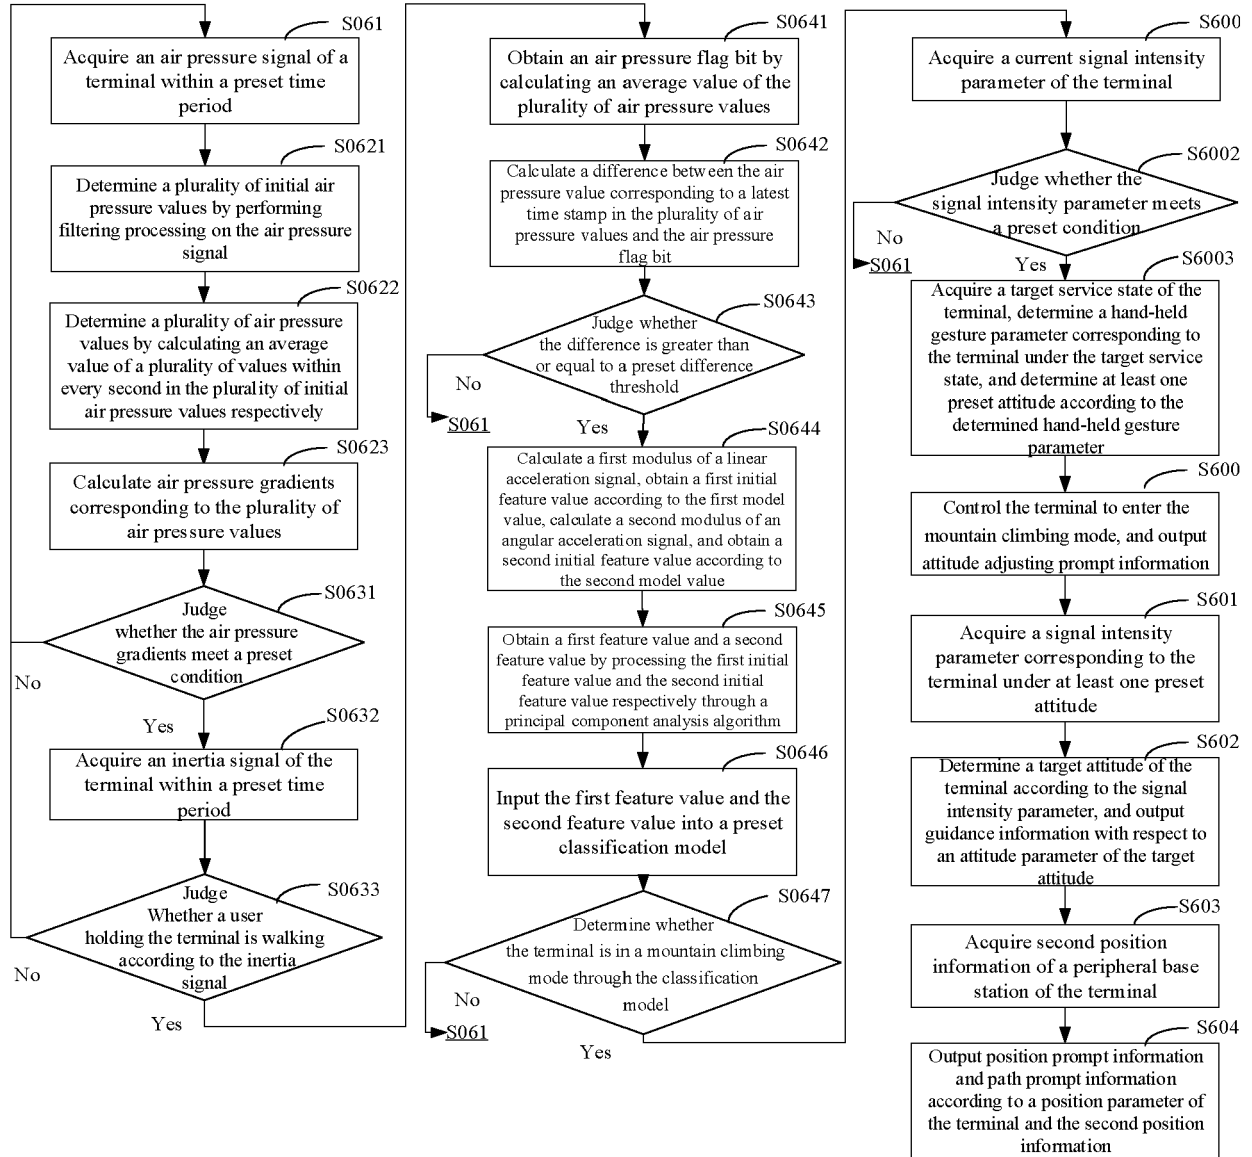 S061
Acquire an air pressure signal of a
terminal within a preset time
period
S0621
Determine a plurality of initial air
pressure values by performing
filtering processing on the air pressure
signal
S0622
Determine a plurality of air pressure
values by calculating an average
value of a plurality of values within
every second in the plurality of initial
air pressure values respectively
S0623
Calculate air pressure gradients
corresponding to the plurality of
air pressure values
S0631
Judge
whether the air pressure
gradients meet a preset
condition
No
Yes
S0632
Acquire an inertia signal of the
terminal within a preset time
period
S0633
Judge
Whether a user
holding the terminal is walking
according to the inertia
signal
No
Yes
S0641
Obtain an air pressure flag bit by
calculating an average value of the
plurality of air pressure values
S0642
Calculate a difference between the air
pressure value corresponding to a latest
time stamp in the plurality of air
pressure values and the air pressure
flag bit
S0643
Judge whether
the difference is greater than
or equal to a preset difference
threshold
No
S061
Yes
S0644
Calculate a first modulus of a linear
acceleration signal, obtain a first initial
feature value according to the first model
value, calculate a second modulus of an
angular acceleration signal, and obtain a
second initial feature value according to
the second model value
S0645
Obtain a first feature value and a second
feature value by processing the first initial
feature value and the second initial
feature value respectively through a
principal component analysis algorithm
S0646
Input the first feature value and the
second feature value into a preset
classification model
S0647
Determine whether
the terminal is in a mountain climbing
mode through the classification
model
No
S061
Yes
S600
Acquire a current signal intensity
parameter of the terminal
S6002
Judge whether the
signal intensity parameter meets
a preset condition
No
S061
Yes
S6003
Acquire a target service state of the
terminal, determine a hand-held
gesture parameter corresponding to
the terminal under the target service
state, and determine at least one
preset attitude according to the
determined hand-held gesture
parameter
S600
Control the terminal to enter the
mountain climbing mode, and output
attitude adjusting prompt information
S601
Acquire a signal intensity
parameter corresponding to the
terminal under at least one preset
attitude
S602
Determine a target attitude of the
terminal according to the signal
intensity parameter, and output
guidance information with respect to
an attitude parameter of the target
attitude
S603
Acquire second position
information of a peripheral base
station of the terminal
S604
Output position prompt information
and path prompt information
according to a position parameter of
the terminal and the second position
information